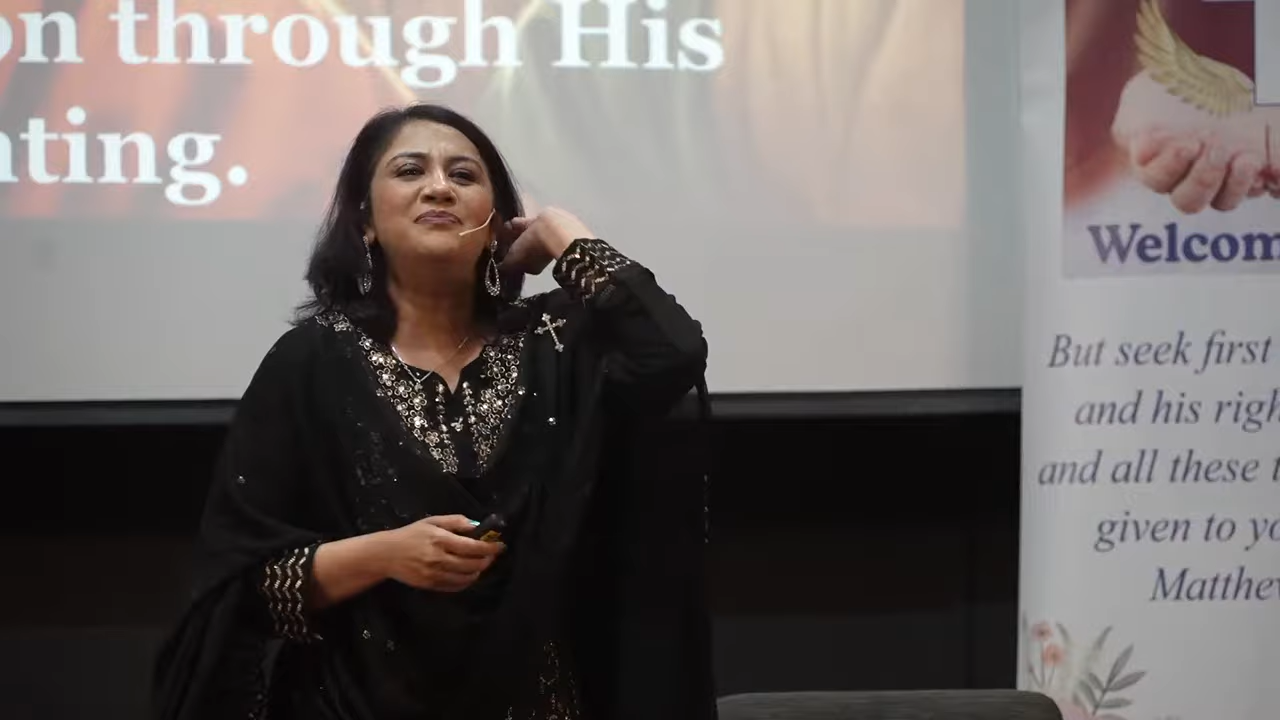 on through His
nting.
Welcom
But seek first
and his righ
and all these t
given to yo
Matthew